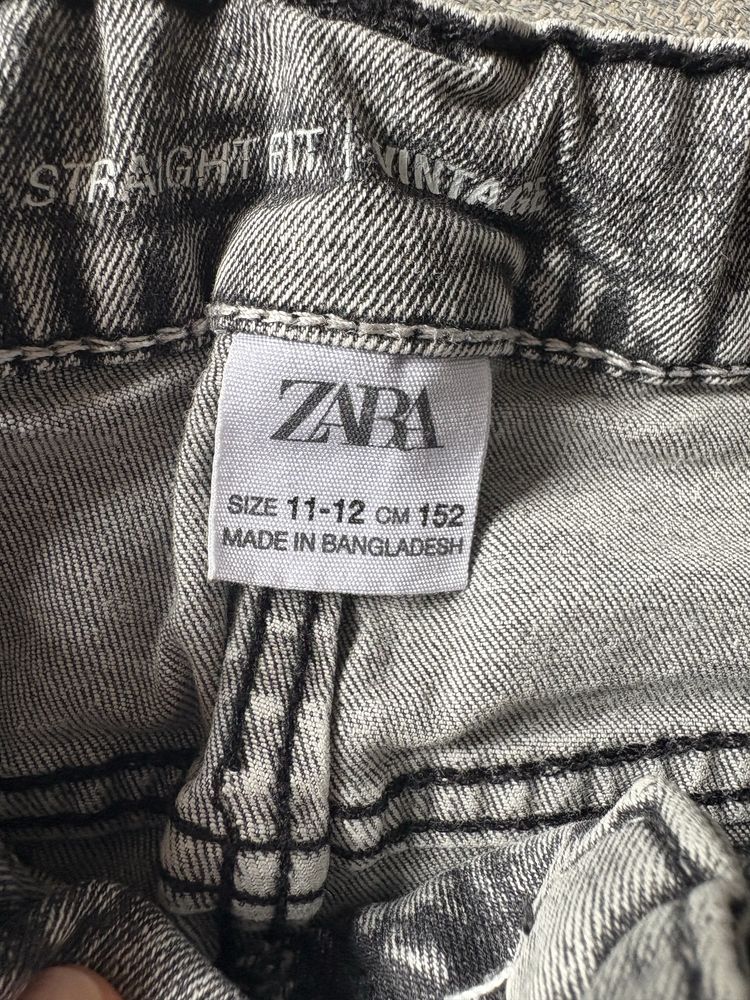 STRAIGHT FIT | VINTAGE
ZARA
SIZE 11-12 CM 152
MADE IN BANGLADESH